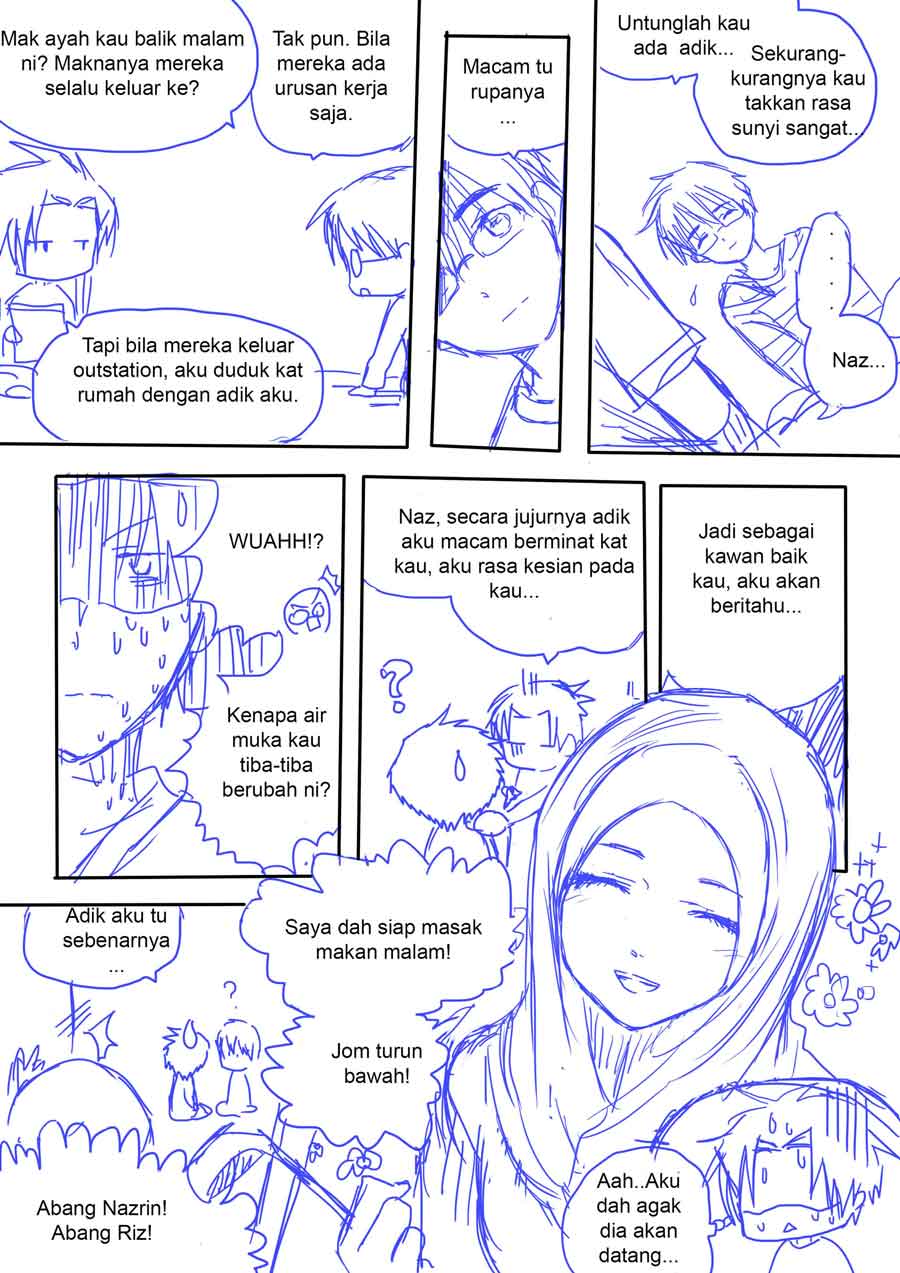 Mak ayah kau balik malam
ni? Maknanya mereka
selalu keluar ke?
Tak pun. Bila
mereka ada
urusan kerja
saja.
Tapi bila mereka keluar
outstation, aku duduk kat
rumah dengan adik aku.
Macam tu
rupanya
...
Untunglah kau
ada adik...
Sekurang-
kurangnya kau
takkan rasa
sunyi sangat...
....
Naz...
WUAHH!?
Kenapa air
muka kau
tiba-tiba
berubah ni?
Naz, secara jujurnya adik
aku macam berminat kat
kau, aku rasa kesian pada
kau...
?
Jadi sebagai
kawan baik
kau, aku akan
beritahu...
Adik aku tu
sebenarnya
...
?
Abang Nazrin!
Abang Riz!
Saya dah siap masak
makan malam!
Jom turun
bawah!
Aah..Aku
dah agak
dia akan
datang...